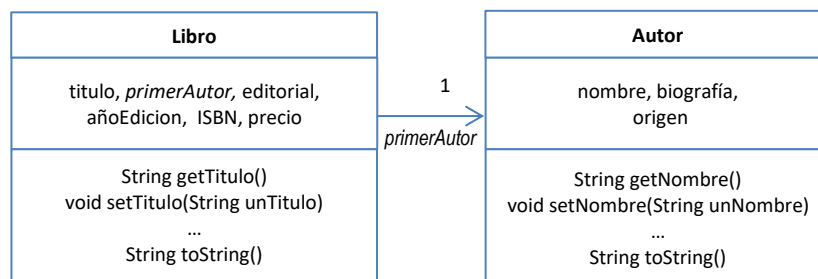 Libro
titulo, primerAutor, editorial,
añoEdicion, ISBN, precio
String getTitulo()
void setTitulo(String unTitulo)
...
String toString()
1
primerAutor
Autor
nombre, biografía,
origen
String getNombre()
void setNombre(String unNombre)
...
String toString()